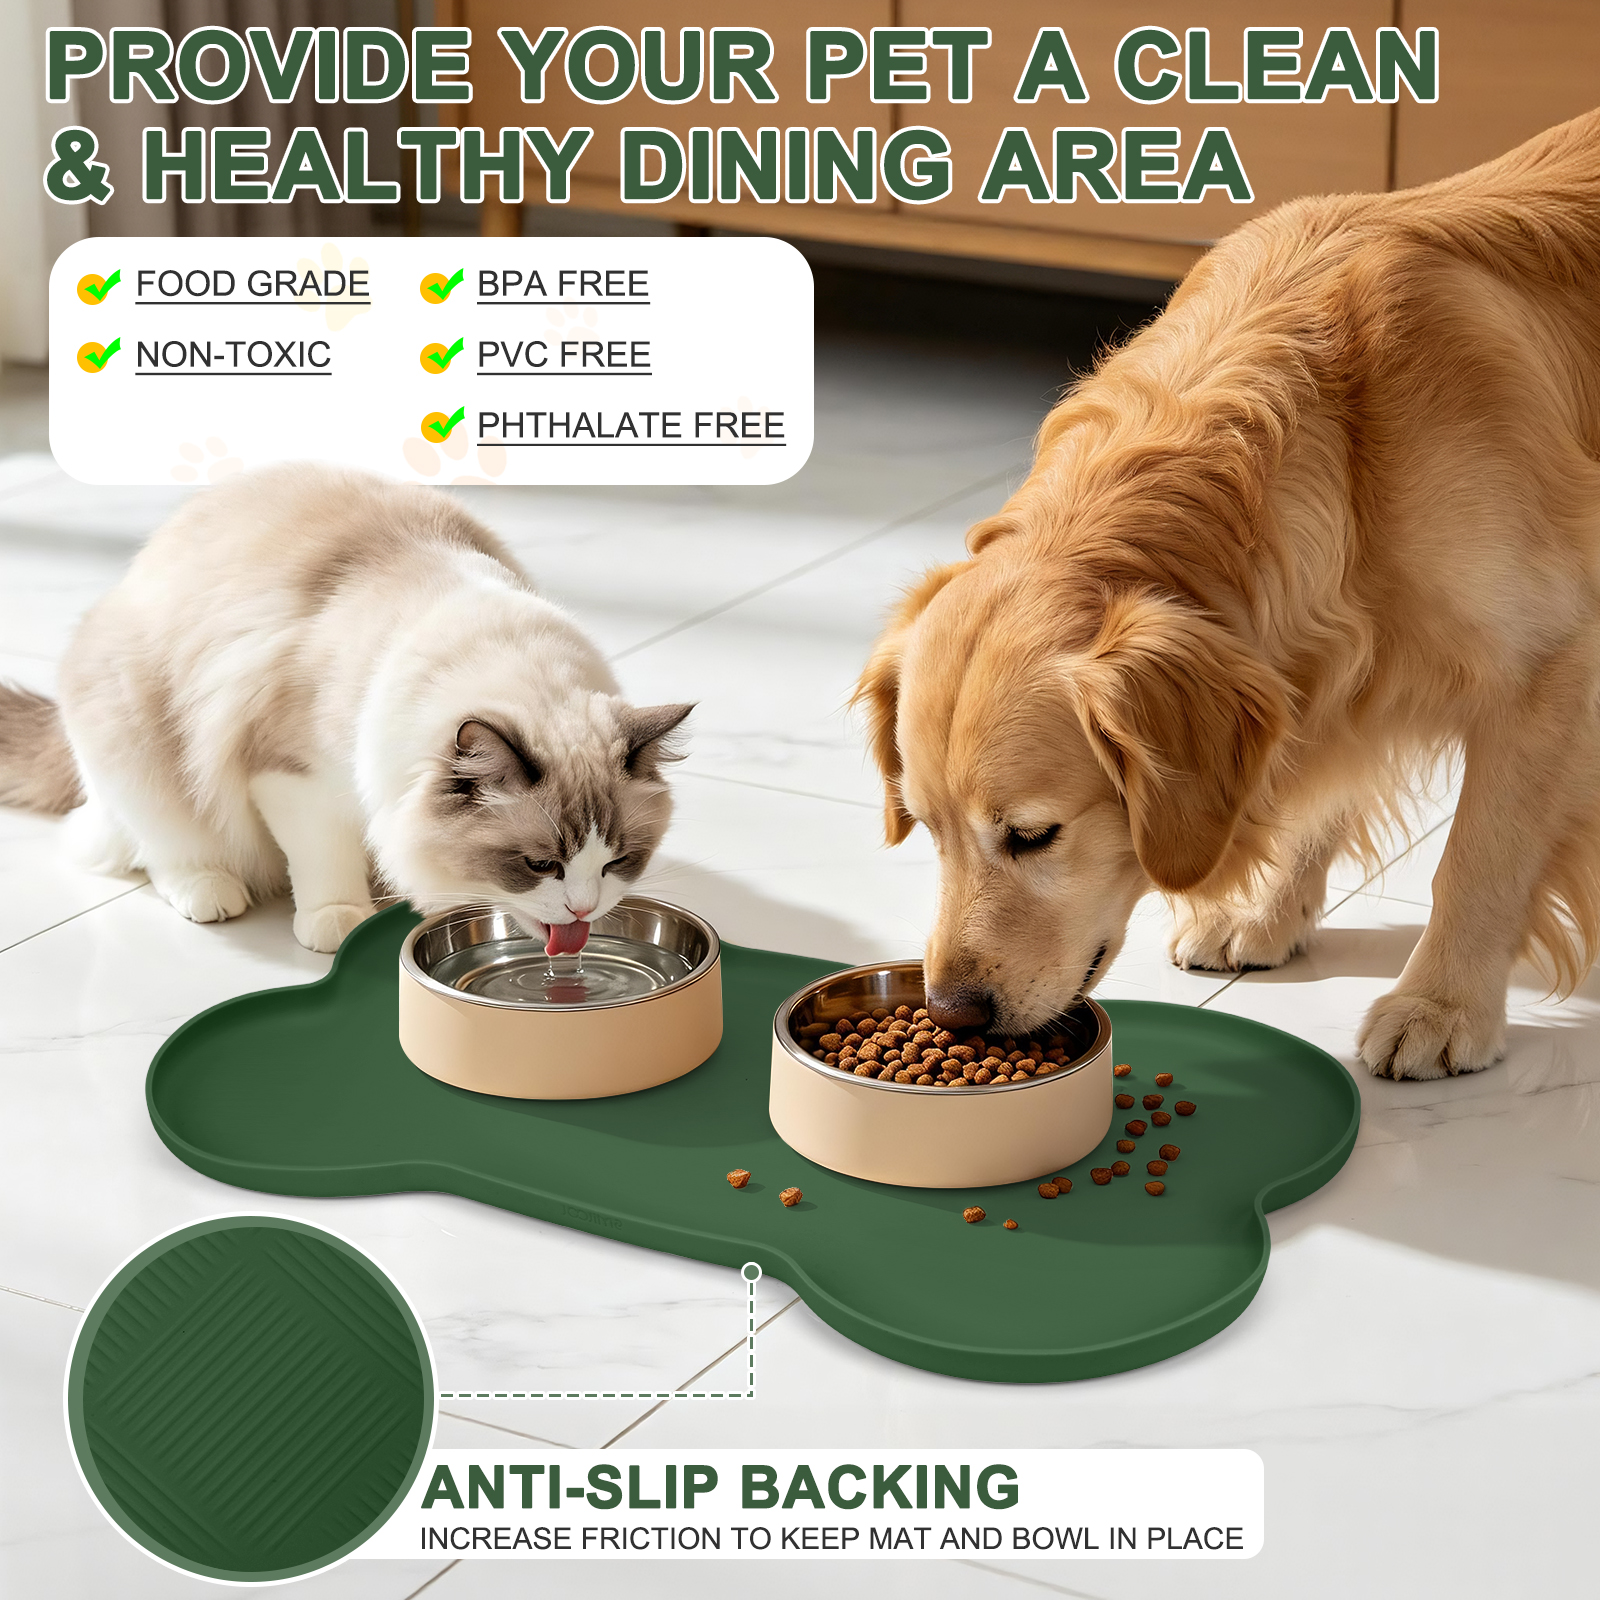 PROVIDE YOUR PET A CLEAN
& HEALTHY DINING AREA
FOOD GRADE
NON-TOXIC
BPA FREE
PVC FREE
PHTHALATE FREE
ANTI-SLIP BACKING
INCREASE FRICTION TO KEEP MAT AND BOWL IN PLACE